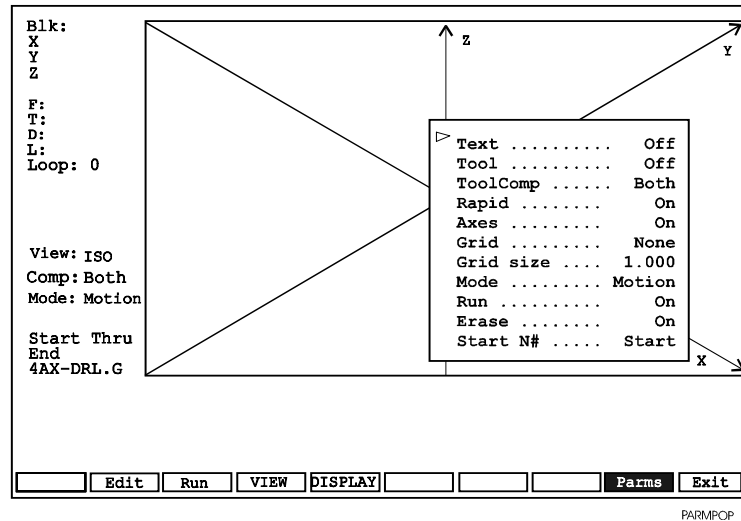 Blk:
X
Y
Z
F:
T:
D:
L:
Loop: 0
View: ISO
Comp: Both
Mode: Motion
Start Thru
End
4AX-DRL.G
Z
Y
X
Text .......... Off
Tool .......... Off
ToolComp ...... Both
Rapid ........ On
Axes ......... On
Grid ......... None
Grid size .... 1.000
Mode ......... Motion
Run .......... On
Erase ........ On
Start N# ..... Start
Edit Run VIEW DISPLAY Parms Exit
PARMPOP